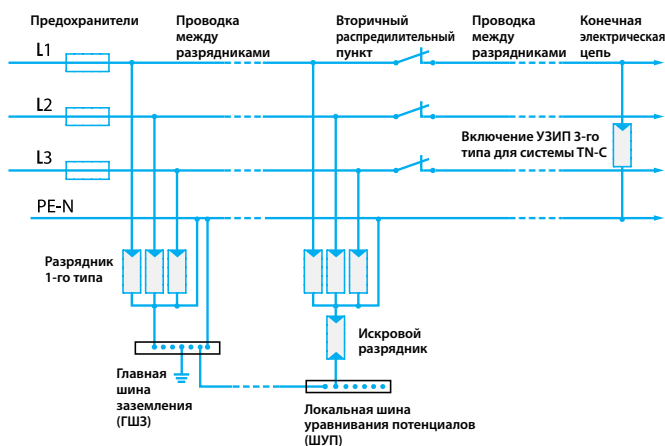 Предохранители
Проводка
между
разрядниками
Вторичный
распредилительный
пункт
Проводка
между
разрядниками
Конечная
электрическая
цепь
L1
L2
L3
PE-N
Включение УЗИП 3-го
типа для системы TN-C
Разрядник
1-го типа
Искровой
разрядник
Главная
шина
заземления
(ГШЗ)
Локальная шина
уравнивания потенциалов
(ШУП)